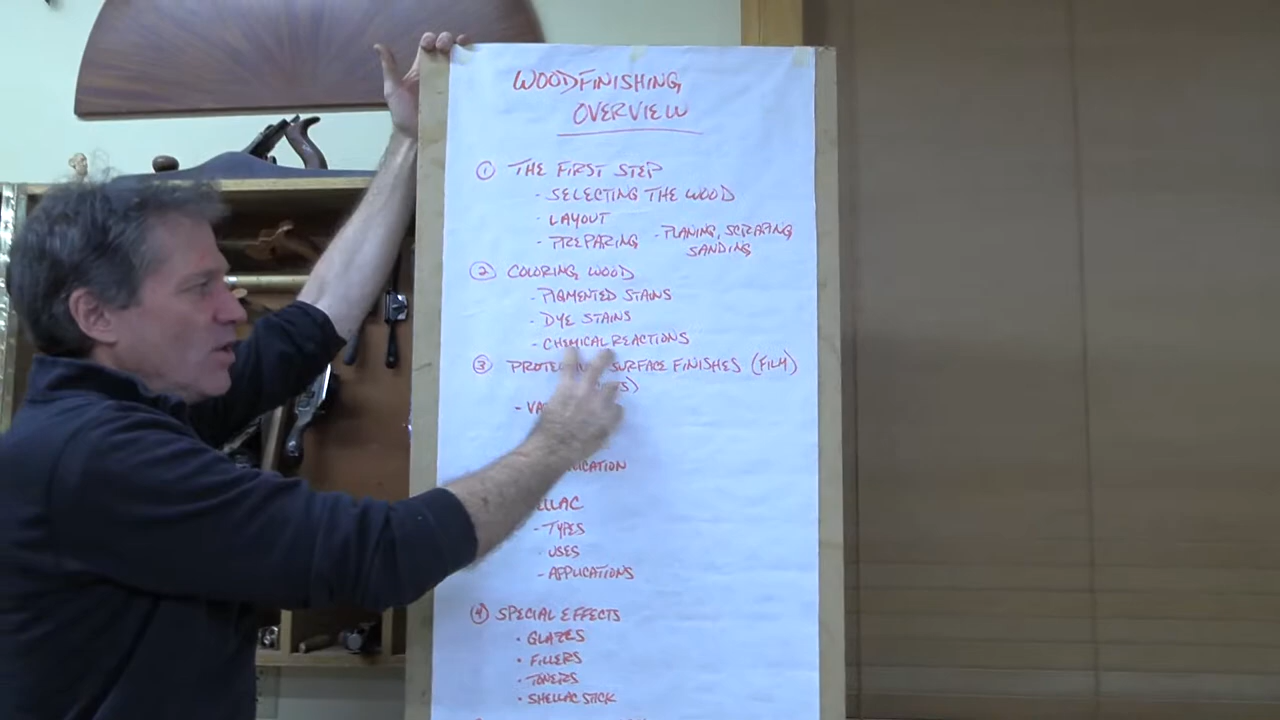 WOODFINISHING
OVERVIEW
① THE FIRST STEP
- SELECTING THE WOOD
- LAYOUT
- PREPARING - PLANING, SCRAPING
SANDING
② COLORING WOOD
- PIGMENTED STAINS
- DYE STAINS
- CHEMICAL REACTIONS
③ SURFACE FINISHES (FILM)
- TYPES
- USES
- APPLICATIONS
④ SPECIAL EFFECTS
• GLAZES
• FILLERS
• TONERS
• SHELLAC STICK